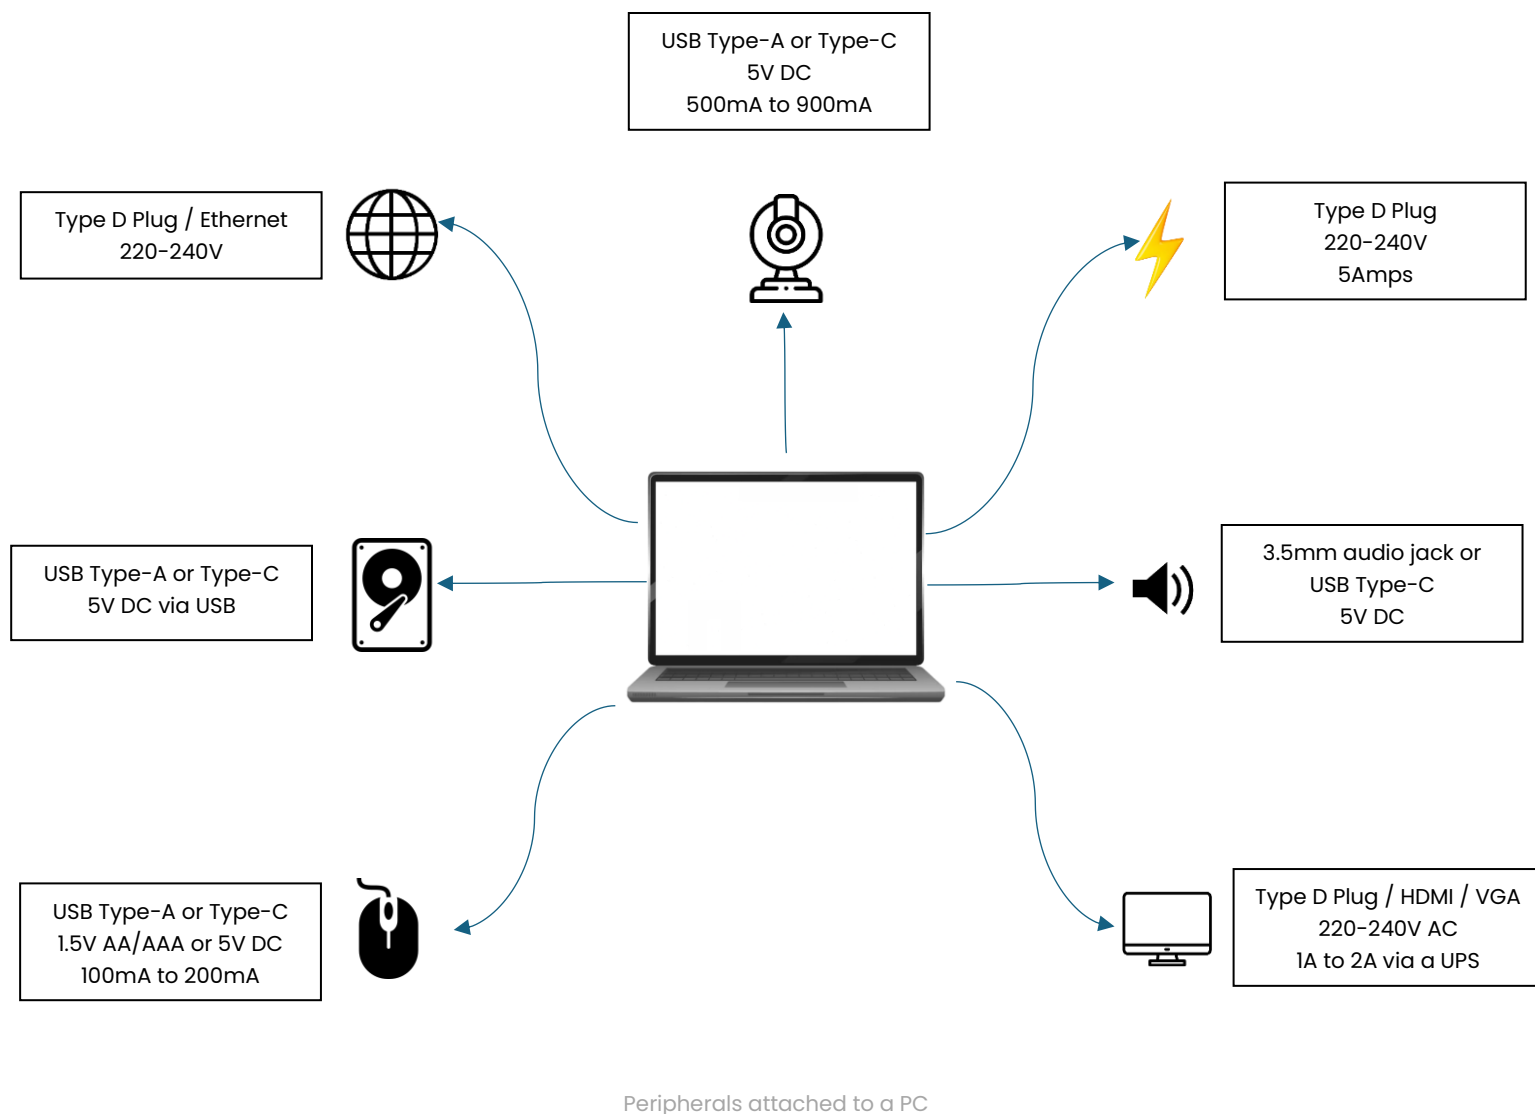 USB Type-A or Type-C
5V DC
500mA to 900mA
Type D Plug / Ethernet
220-240V
Type D Plug
220-240V
5Amps
USB Type-A or Type-C
5V DC via USB
3.5mm audio jack or
USB Type-C
5V DC
USB Type-A or Type-C
1.5V AA/AAA or 5V DC
100mA to 200mA
Type D Plug / HDMI / VGA
220-240V AC
1A to 2A via a UPS
Peripherals attached to a PC